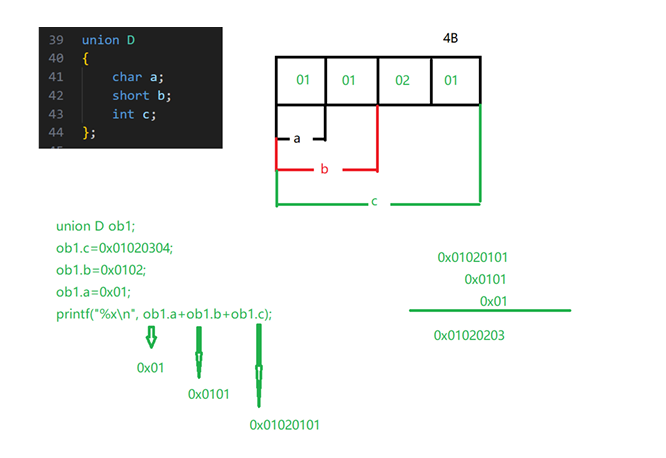 39 union D
40 {
41 char a;
42 short b;
43 int c;
44 };
4B
01 01 02 01
a
b
c
union D ob1;
ob1.c=0x01020304;
ob1.b=0x0102;
ob1.a=0x01;
printf("%x\n", ob1.a+ob1.b+ob1.c);
0x01
0x0101
0x01020101
0x01020101
0x0101
0x01
0x01020203